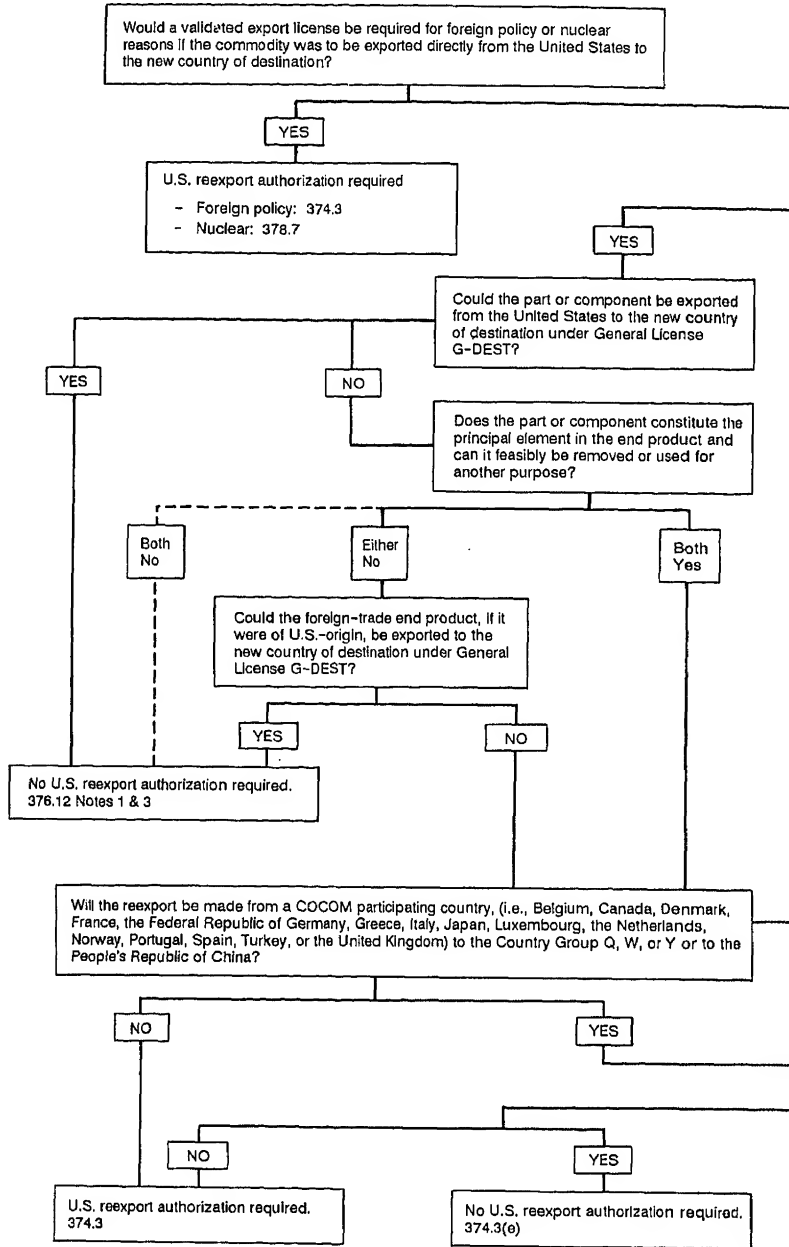 Would a validated export license be required for foreign policy or nuclear
reasons if the commodity was to be exported directly from the United States to
the new country of destination?
YES
U.S. reexport authorization required
- Foreign policy: 374.3
- Nuclear: 378.7
YES
Could the part or component be exported
from the United States to the new country
of destination under General License
G-DEST?
YES
NO
Does the part or component constitute the
principal element in the end product and
can it feasibly be removed or used for
another purpose?
Both
No
Either
No
Both
Yes
Could the foreign-trade end product, if it
were of U.S.-origin, be exported to the
new country of destination under General
License G-DEST?
YES
NO
No U.S. reexport authorization required.
376.12 Notes 1 & 3
Will the reexport be made from a COCOM participating country, (i.e., Belgium, Canada, Denmark,
France, the Federal Republic of Germany, Greece, Italy, Japan, Luxembourg, the Netherlands,
Norway, Portugal, Spain, Turkey, or the United Kingdom) to the Country Group Q, W, or Y or to the
People's Republic of China?
NO
YES
NO
YES
U.S. reexport authorization required.
374.3
No U.S. reexport authorization required.
374.3(e)